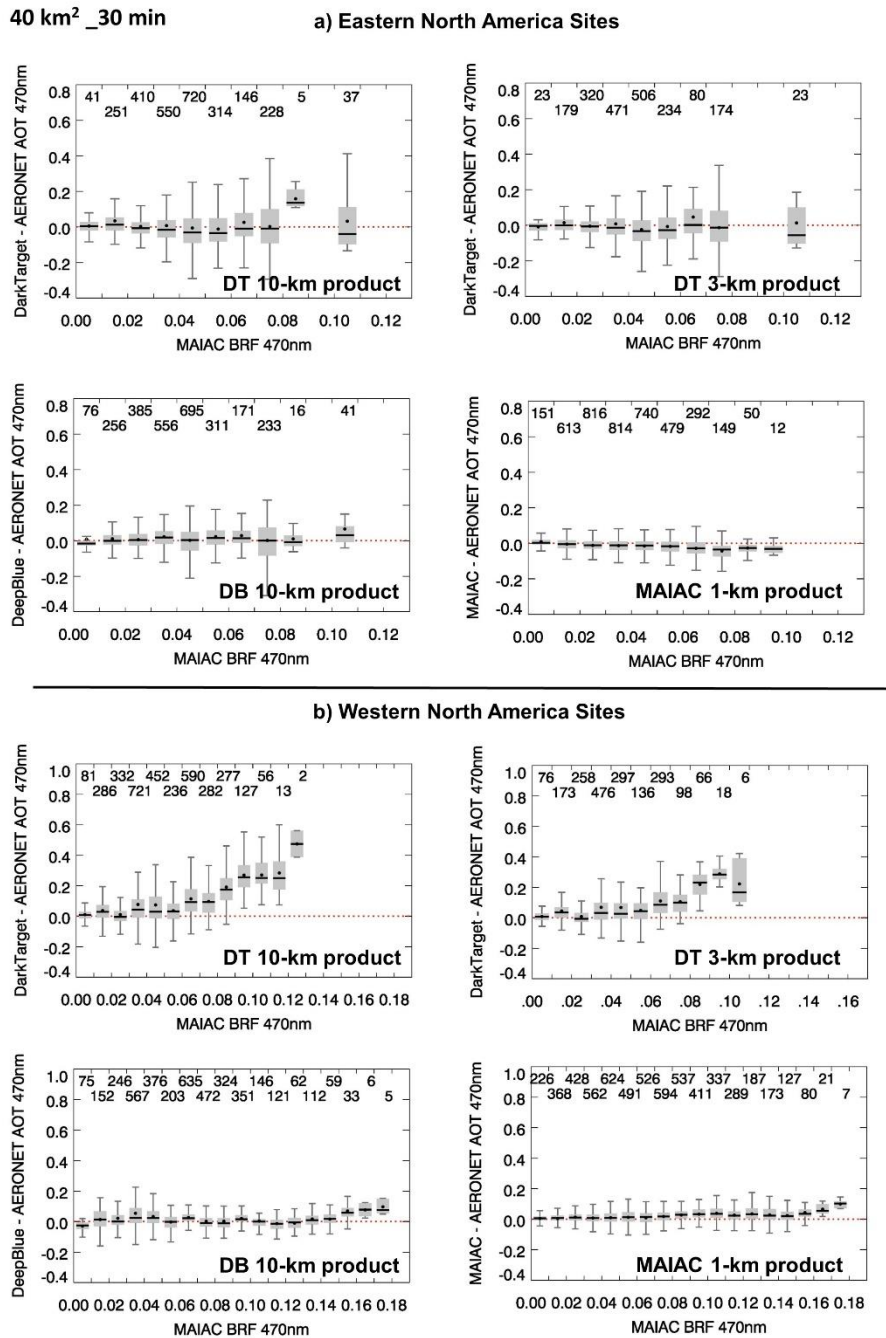 40 km² _30 min
a) Eastern North America Sites
DarkTarget - AERONET AOT 470nm
0.8
0.6
0.4
0.2
0.0
-0.2
-0.4
41 410 720 146 5 37
251 550 314 228
DT 10-km product
0.00 0.02 0.04 0.06 0.08 0.10 0.12
MAIAC BRF 470nm
DarkTarget - AERONET AOT 470nm
0.8
0.6
0.4
0.2
0.0
-0.2
-0.4
23 320 506 80 23
179 471 234 174
DT 3-km product
0.00 0.02 0.04 0.06 0.08 0.10 0.12
MAIAC BRF 470nm
DeepBlue - AERONET AOT 470nm
0.8
0.6
0.4
0.2
0.0
-0.2
-0.4
76 385 695 171 16 41
256 556 311 233
DB 10-km product
0.00 0.02 0.04 0.06 0.08 0.10 0.12
MAIAC BRF 470nm
MAIAC - AERONET AOT 470nm
0.8
0.6
0.4
0.2
0.0
-0.2
-0.4
151 816 740 292 50
613 814 479 149 12
MAIAC 1-km product
0.00 0.02 0.04 0.06 0.08 0.10 0.12
MAIAC BRF 470nm
b) Western North America Sites
DarkTarget - AERONET AOT 470nm
1.0
0.8
0.6
0.4
0.2
0.0
-0.2
-0.4
81 332 452 590 277 56 2
286 721 236 282 127 13
DT 10-km product
0.00 0.02 0.04 0.06 0.08 0.10 0.12 0.14 0.16 0.18
MAIAC BRF 470nm
DarkTarget - AERONET AOT 470nm
1.0
0.8
0.6
0.4
0.2
0.0
-0.2
-0.4
76 258 297 293 66 6
173 476 136 98 18
DT 3-km product
.00 .02 .04 .06 .08 .10 .12 .14 .16
MAIAC BRF 470nm
DeepBlue - AERONET AOT 470nm
1.0
0.8
0.6
0.4
0.2
0.0
-0.2
-0.4
75 246 376 635 324 146 62 59 6
152 567 203 472 351 121 112 33 5
DB 10-km product
0.00 0.02 0.04 0.06 0.08 0.10 0.12 0.14 0.16 0.18
MAIAC BRF 470nm
MAIAC - AERONET AOT 470nm
1.0
0.8
0.6
0.4
0.2
0.0
-0.2
-0.4
226 428 624 526 537 337 187 127 21
368 562 491 594 411 289 173 80 7
MAIAC 1-km product
0.00 0.02 0.04 0.06 0.08 0.10 0.12 0.14 0.16 0.18
MAIAC BRF 470nm